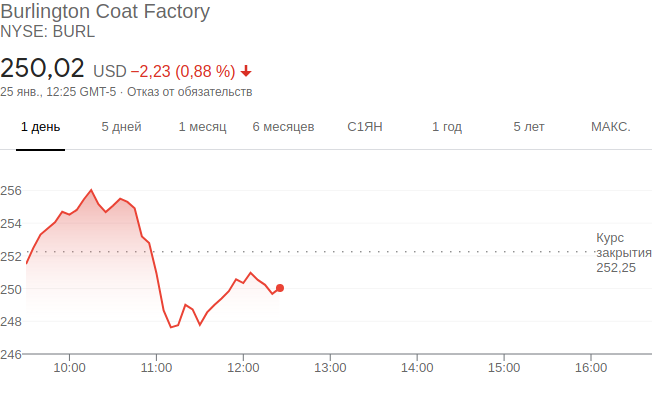 Burlington Coat Factory
NYSE: BURL
250,02 USD −2,23 (0,88 %)
25 янв., 12:25 GMT-5 · Отказ от обязательств
1 день 5 дней 1 месяц 6 месяцев С1ЯН 1 год 5 лет МАКС.
256
254
Курс
закрытия
252
252,25
250
248
246
10:00 11:00 12:00 13:00 14:00 15:00 16:00